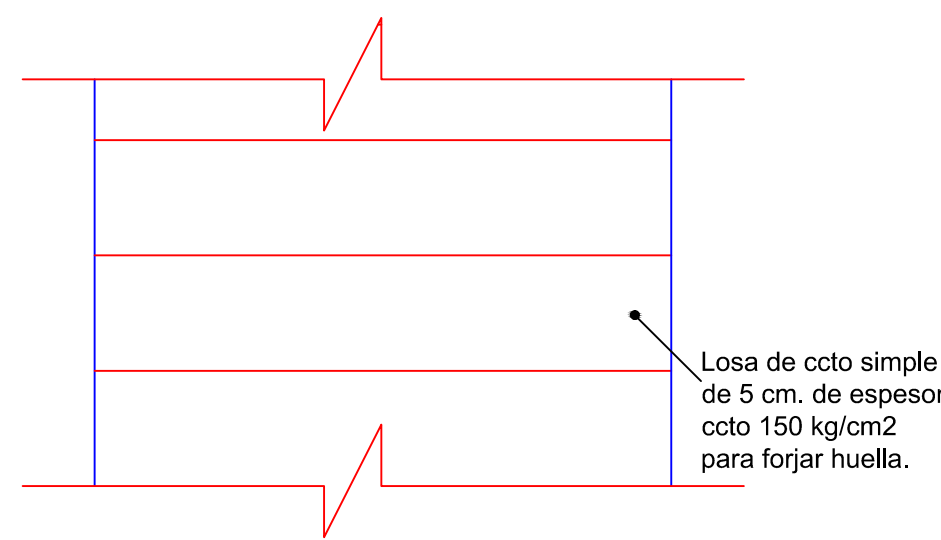 Losa de ccto simple
de 5 cm. de espesor
ccto 150 kg/cm2
para forjar huella.